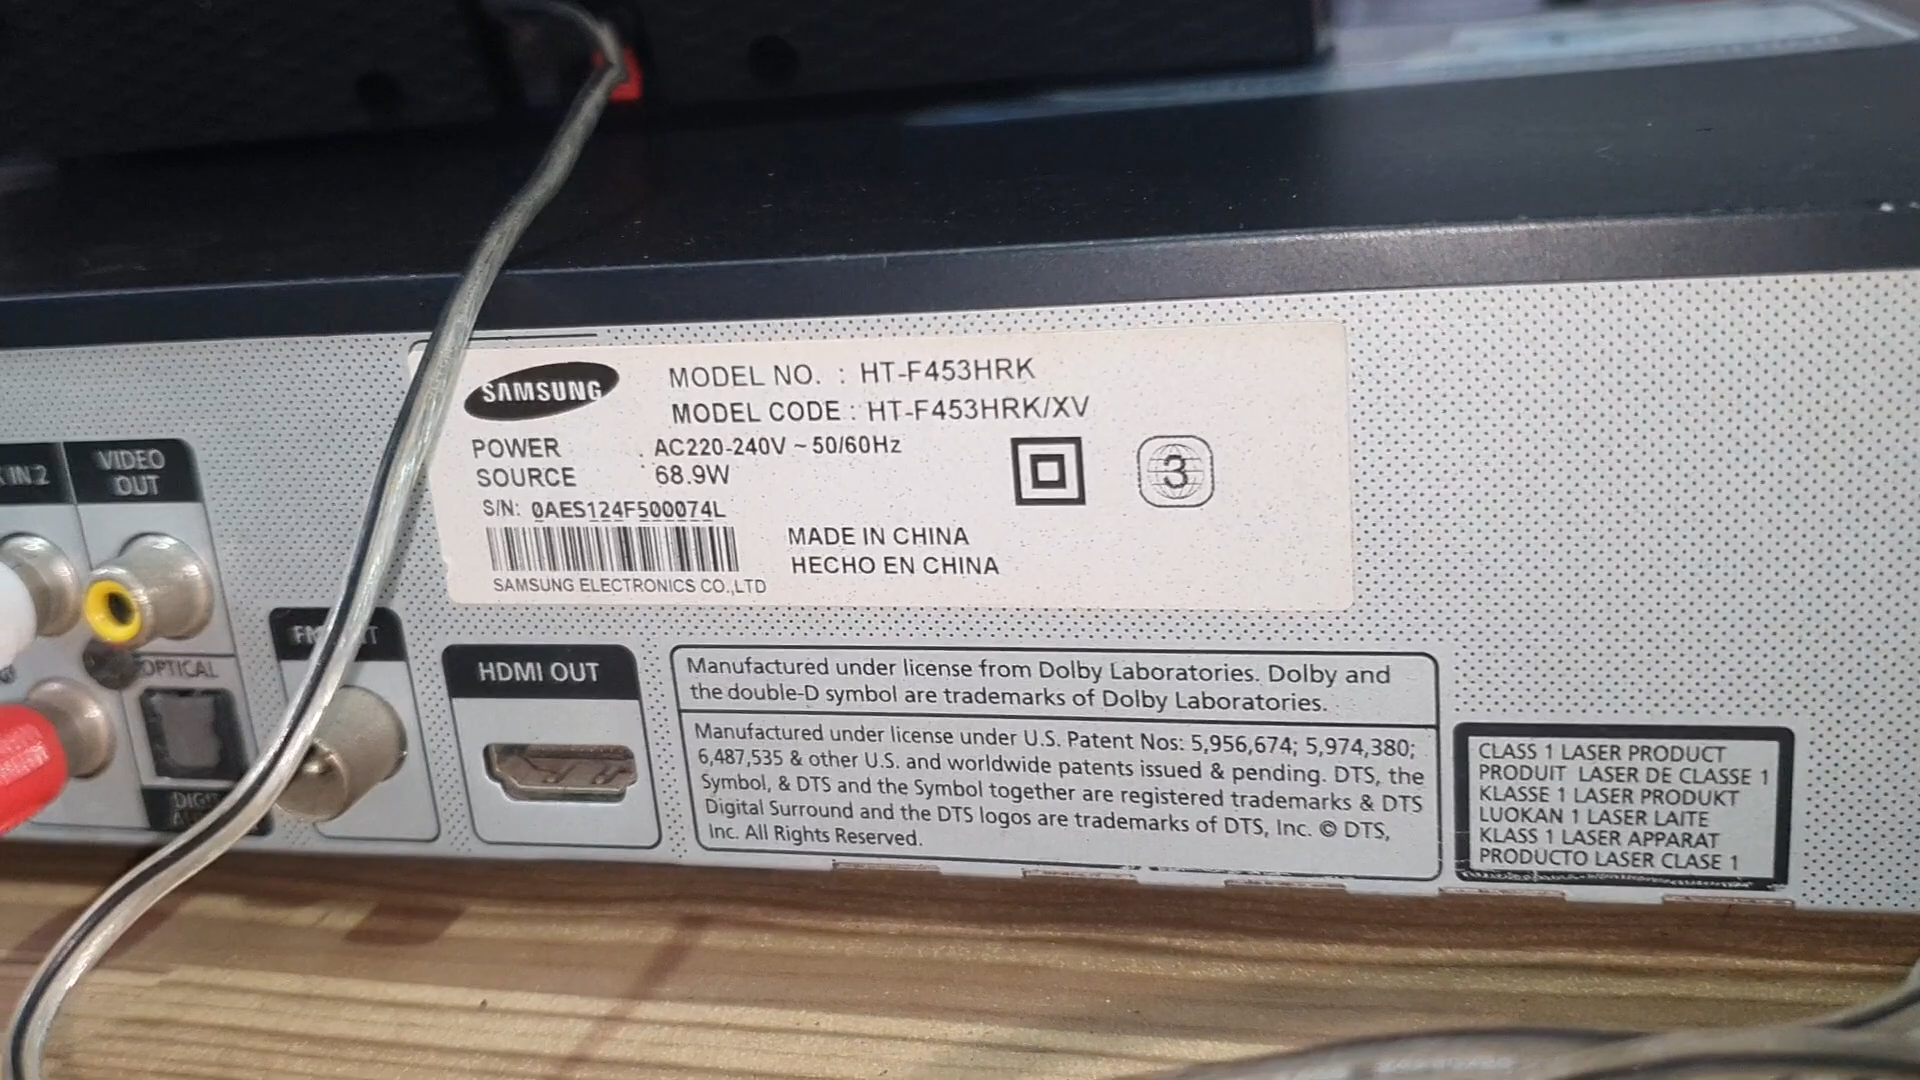 SAMSUNG
MODEL NO. : HT-F453HRK
MODEL CODE : HT-F453HRK/XV
POWER
SOURCE
: AC220-240V ~ 50/60Hz
68.9W
3
S/N: 0AES124F500074L
MADE IN CHINA
HECHO EN CHINA
SAMSUNG ELECTRONICS CO.,LTD
IN 2
VIDEO
OUT
OPTICAL
HDMI OUT
Manufactured under license from Dolby Laboratories. Dolby and
the double-D symbol are trademarks of Dolby Laboratories.
Manufactured under license under U.S. Patent Nos: 5,956,674; 5,974,380;
6,487,535 & other U.S. and worldwide patents issued & pending. DTS, the
Symbol, & DTS and the Symbol together are registered trademarks & DTS
Digital Surround and the DTS logos are trademarks of DTS, Inc. © DTS,
Inc. All Rights Reserved.
CLASS 1 LASER PRODUCT
PRODUIT LASER DE CLASSE 1
KLASSE 1 LASER PRODUKT
LUOKAN 1 LASER LAITE
KLASS 1 LASER APPARAT
PRODUCTO LASER CLASE 1